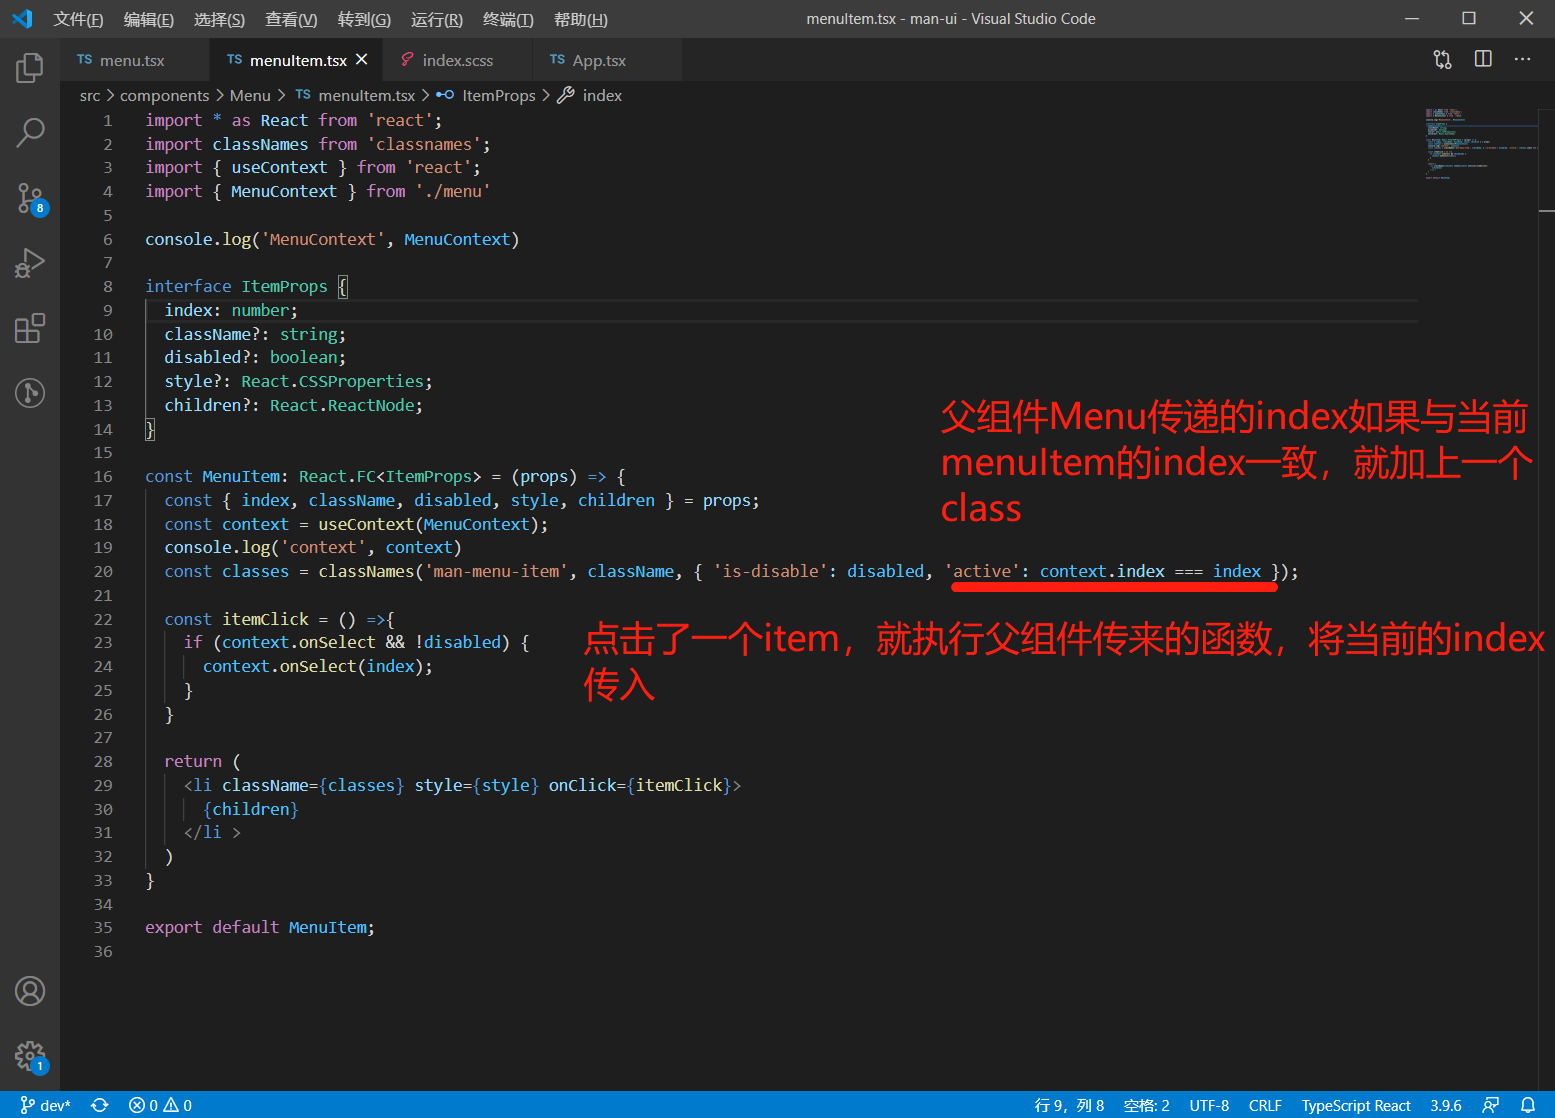 文件(F) 编辑(E) 选择(S) 查看(V) 转到(G) 运行(R) 终端(T) 帮助(H) menuItem.tsx - man-ui - Visual Studio Code
TS menu.tsx TS menuItem.tsx index.scss TS App.tsx
src > components > Menu > TS menuItem.tsx > ItemProps > index
1 import * as React from 'react';
2 import classNames from 'classnames';
3 import { useContext } from 'react';
4 import { MenuContext } from './menu'
5
6 console.log('MenuContext', MenuContext)
7
8 interface ItemProps {
9 index: number;
10 className?: string;
11 disabled?: boolean;
12 style?: React.CSSProperties;
13 children?: React.ReactNode;
14 }
15
父组件Menu传递的index如果与当前
menuItem的index一致，就加上一个
class
16 const MenuItem: React.FC<ItemProps> = (props) => {
17 const { index, className, disabled, style, children } = props;
18 const context = useContext(MenuContext);
19 console.log('context', context)
20 const classes = classNames('man-menu-item', className, { 'is-disable': disabled, 'active': context.index === index });
21
22 const itemClick = () =>{
23 if (context.onSelect && !disabled) {
24 context.onSelect(index);
25 }
26 }
点击了一个item，就执行父组件传来的函数，将当前的index
传入
27
28 return (
29 <li className={classes} style={style} onClick={itemClick}>
30 {children}
31 </li >
32 )
33 }
34
35 export default MenuItem;
36
8
1
dev* 0 0 行 9，列 8 空格: 2 UTF-8 CRLF TypeScript React 3.9.6